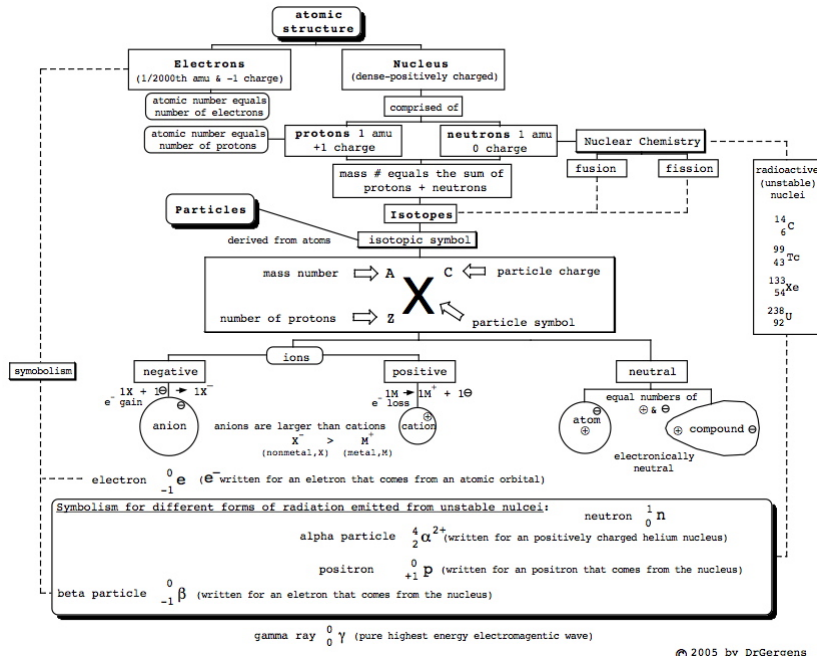 atomic
structure
Electrons
(1/2000th amu & -1 charge)
Nucleus
(dense-positively charged)
atomic number equals
number of electrons
comprised of
atomic number equals
number of protons
protons 1 amu
+1 charge
neutrons 1 amu
0 charge
Nuclear Chemistry
fusion
fission
mass # equals the sum of
protons + neutrons
radioactive
(unstable)
nuclei
14
6 C
99
43 Tc
133
54 Xe
238
92 U
Particles
Isotopes
derived from atoms
isotopic symbol
mass number ⇨ A X C ⇦ particle charge
number of protons ⇨ Z
particle symbol
ions
symobolism
negative
positive
neutral
1X + 1⊖ → 1X⁻
e⁻ gain
⊖
anion
1M → 1M⁺ + 1⊖
e⁻ loss
⊕
cation
anions are larger than cations
X⁻ > M⁺
(nonmetal,X) (metal,M)
equal numbers of
⊕ & ⊖
⊖
atom
⊕
⊕ compound ⊖
electronically
neutral
electron 0 -1 e (e⁻ written for an eletron that comes from an atomic orbital)
Symbolism for different forms of radiation emitted from unstable nulcei:
neutron 1 0 n
alpha particle 4 2 α 2+ (written for an positively charged helium nucleus)
positron 0 +1 p (written for an positron that comes from the nucleus)
beta particle 0 -1 β (written for an eletron that comes from the nucleus)
gamma ray 0 0 γ (pure highest energy electromagentic wave)
© 2005 by DrGergens